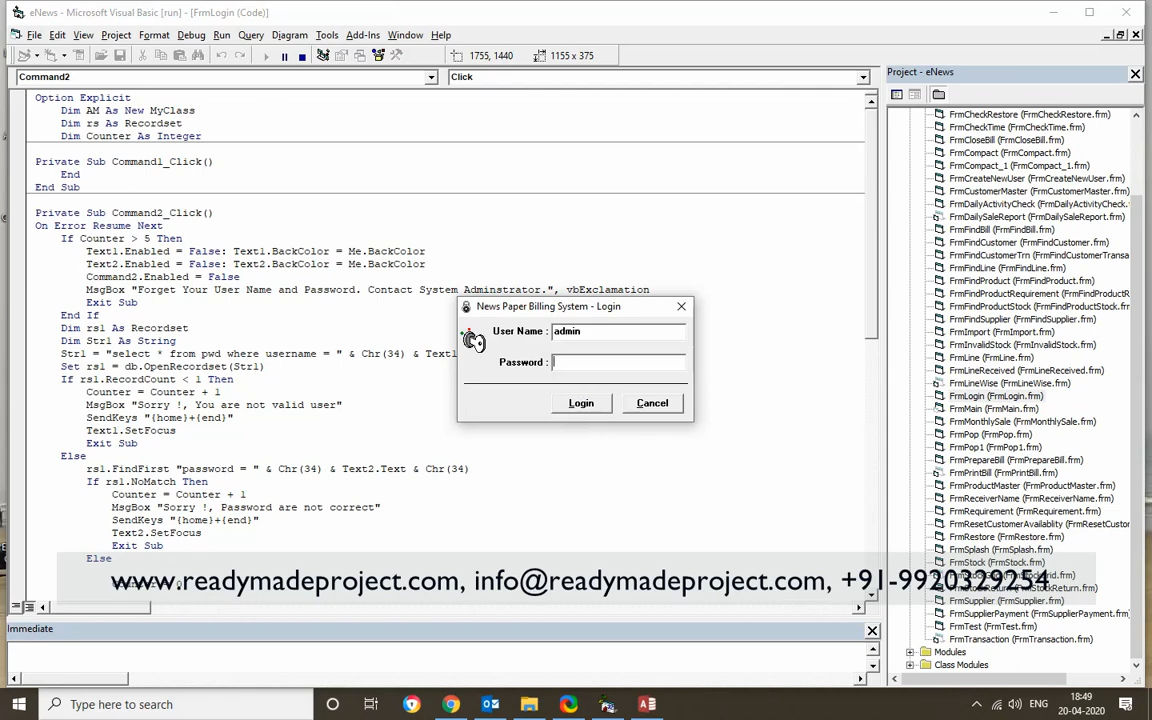 eNews - Microsoft Visual Basic [run] - [FrmLogin (Code)]
File Edit View Project Format Debug Run Query Diagram Tools Add-Ins Window Help
1755, 1440 1155 x 375
Command2 Click
Option Explicit
Dim AM As New MyClass
Dim rs As Recordset
Dim Counter As Integer
Private Sub Command1_Click()
End
End Sub
Private Sub Command2_Click()
On Error Resume Next
If Counter > 5 Then
Text1.Enabled = False: Text1.BackColor = Me.BackColor
Text2.Enabled = False: Text2.BackColor = Me.BackColor
Command2.Enabled = False
MsgBox "Forget Your User Name and Password. Contact System Adminstrator.", vbExclamation
Exit Sub
End If
Dim rs1 As Recordset
Dim Str1 As String
Str1 = "select * from pwd where username = " & Chr(34) & Text1
Set rs1 = db.OpenRecordset(Str1)
If rs1.RecordCount < 1 Then
Counter = Counter + 1
MsgBox "Sorry !, You are not valid user"
SendKeys "{home}+{end}"
Text1.SetFocus
Exit Sub
Else
rs1.FindFirst "password = " & Chr(34) & Text2.Text & Chr(34)
If rs1.NoMatch Then
Counter = Counter + 1
MsgBox "Sorry !, Password are not correct"
SendKeys "{home}+{end}"
Text2.SetFocus
Exit Sub
Else
News Paper Billing System - Login
User Name : admin
Password :
Login Cancel
www.readymadeproject.com, info@readymadeproject.com, +91-9920329254
Immediate
Project - eNews
FrmCheckRestore (FrmCheckRestore.frm)
FrmCheckTime (FrmCheckTime.frm)
FrmCloseBill (FrmCloseBill.frm)
FrmCompact (FrmCompact.frm)
FrmCompact_1 (FrmCompact_1.frm)
FrmCreateNewUser (FrmCreateNewUser.frm)
FrmCustomerMaster (FrmCustomerMaster.frm)
FrmDailyActivityCheck (FrmDailyActivityCheck.
FrmDailySaleReport (FrmDailySaleReport.frm)
FrmFindBill (FrmFindBill.frm)
FrmFindCustomer (FrmFindCustomer.frm)
FrmFindCustomerTrn (FrmFindCustomerTransa
FrmFindLine (FrmFindLine.frm)
FrmFindProduct (FrmFindProduct.frm)
FrmFindProductRequirement (FrmFindProductR
FrmFindProductStock (FrmFindProductStock.fr
FrmFindSupplier (FrmFindSupplier.frm)
FrmImport (FrmImport.frm)
FrmInvalidStock (FrmInvalidStock.frm)
FrmLine (FrmLine.frm)
FrmLineReceived (FrmLineReceived.frm)
FrmLineWise (FrmLineWise.frm)
FrmLogin (FrmLogin.frm)
FrmMain (FrmMain.frm)
FrmMonthlySale (FrmMonthlySale.frm)
FrmPop (FrmPop.frm)
FrmPop1 (FrmPop1.frm)
FrmPrepareBill (FrmPrepareBill.frm)
FrmPrintBill (FrmPrintBill.frm)
FrmProductMaster (FrmProductMaster.frm)
FrmReceiverName (FrmReceiverName.frm)
FrmRequirement (FrmRequirement.frm)
FrmResetCustomerAvailablity (FrmResetCustom
FrmRestore (FrmRestore.frm)
FrmSplash (FrmSplash.frm)
FrmStock (FrmStock.frm)
FrmSupplier (FrmSupplier.frm)
FrmSupplierPayment (FrmSupplierPayment.frm)
FrmTest (FrmTest.frm)
FrmTransaction (FrmTransaction.frm)
Modules
Class Modules
Type here to search
ENG
18:49
20-04-2020